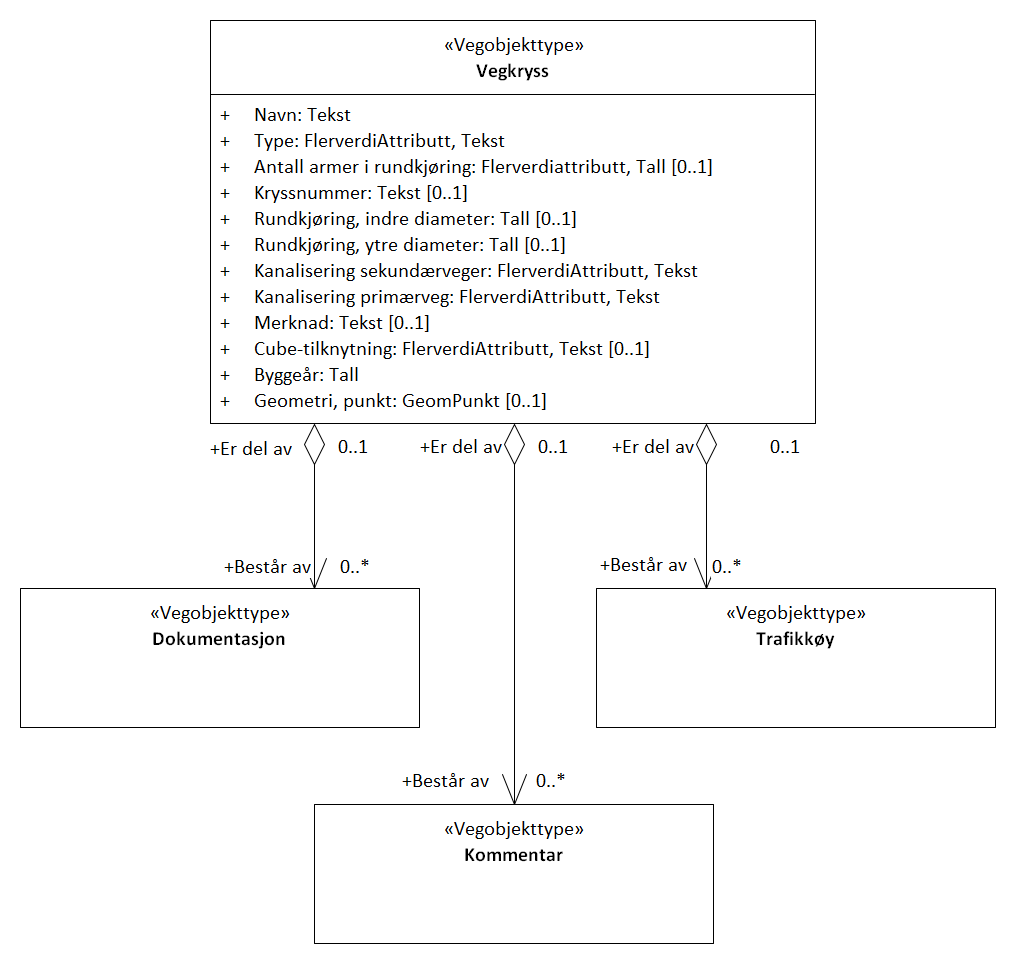 «Vegobjekttype»
Vegkryss
+ Navn: Tekst
+ Type: FlerverdiAttributt, Tekst
+ Antall armer i rundkjøring: Flerverdiattributt, Tall [0..1]
+ Kryssnummer: Tekst [0..1]
+ Rundkjøring, indre diameter: Tall [0..1]
+ Rundkjøring, ytre diameter: Tall [0..1]
+ Kanalisering sekundærveger: FlerverdiAttributt, Tekst
+ Kanalisering primærveg: FlerverdiAttributt, Tekst
+ Merknad: Tekst [0..1]
+ Cube-tilknytning: FlerverdiAttributt, Tekst [0..1]
+ Byggeår: Tall
+ Geometri, punkt: GeomPunkt [0..1]
+Er del av 0..1 +Er del av 0..1 +Er del av 0..1
+Består av 0..* +Består av 0..*
«Vegobjekttype» «Vegobjekttype»
Dokumentasjon Trafikkøy
+Består av 0..*
«Vegobjekttype»
Kommentar